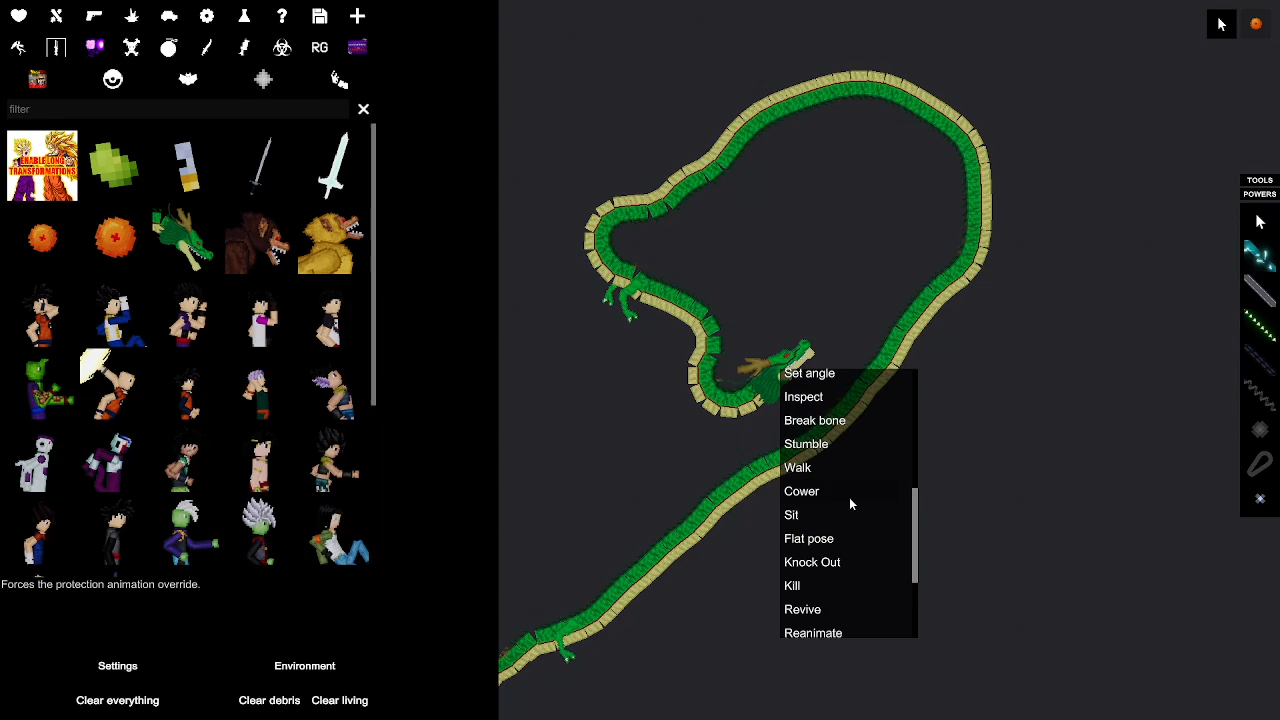 RG
filter
ENABLE LONG
TRANSFORMATIONS
Forces the protection animation override.
Settings
Environment
Clear everything
Clear debris
Clear living
Set angle
Inspect
Break bone
Stumble
Walk
Cower
Sit
Flat pose
Knock Out
Kill
Revive
Reanimate
TOOLS
POWERS